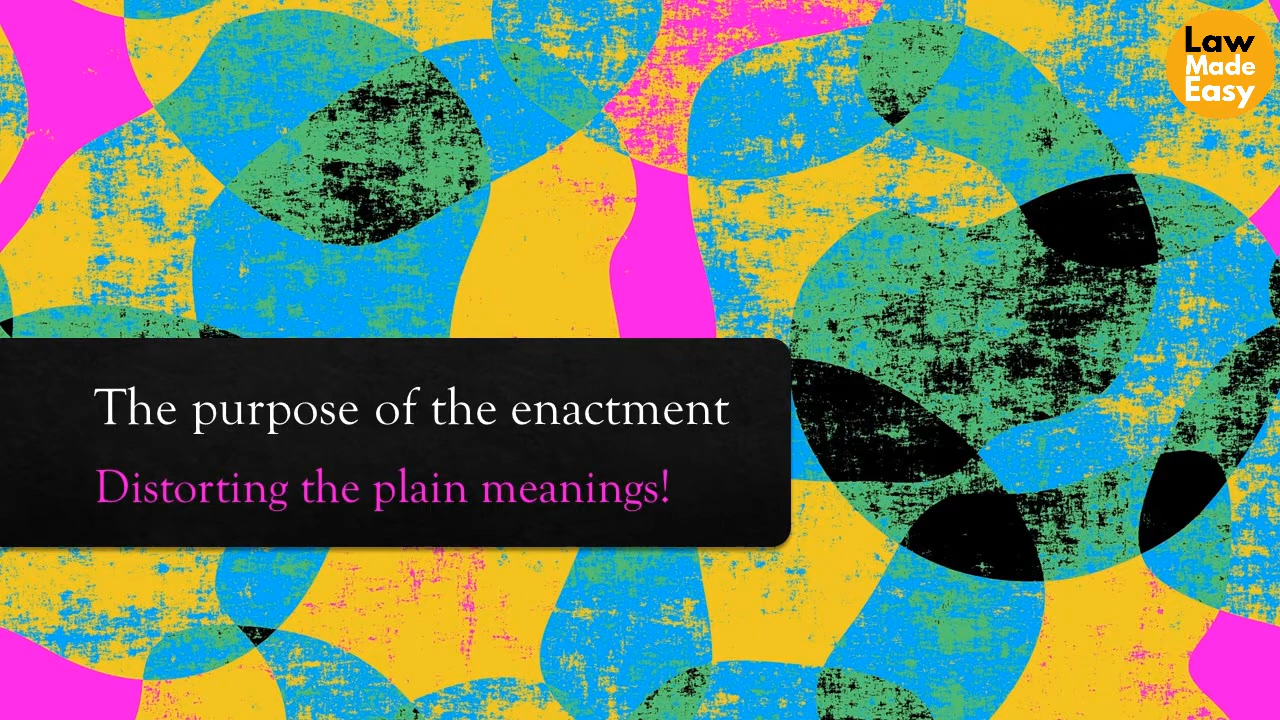 Law
Made
Easy
The purpose of the enactment
Distorting the plain meanings!